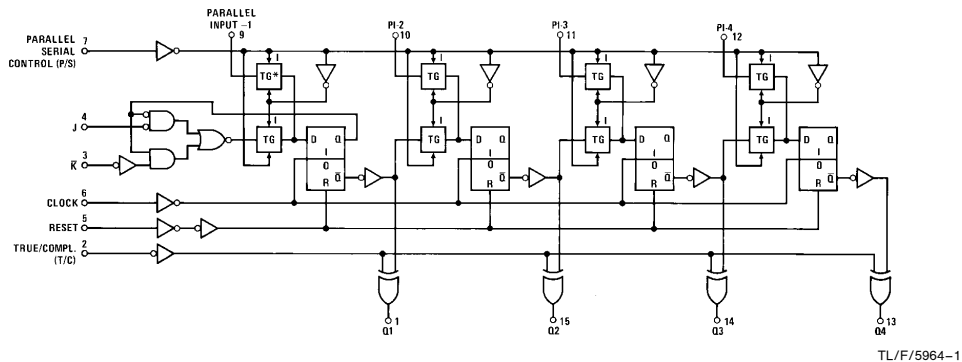 PARALLEL
INPUT -1
9
PI-2
10
PI-3
11
PI-4
12
PARALLEL 7
SERIAL
CONTROL (P/S)
I
TG*
I
TG
I
TG
I
TG
4
J
I
TG
D Q
I
TG
D Q
I
TG
D Q
I
TG
D Q
3
K̅
I
O Q̅
R
I
O Q̅
R
I
O Q̅
R
I
O Q̅
R
6
CLOCK
5
RESET
TRUE/COMPL. 2
(T/C)
1
Q1
15
Q2
14
Q3
13
Q4
TL/F/5964–1